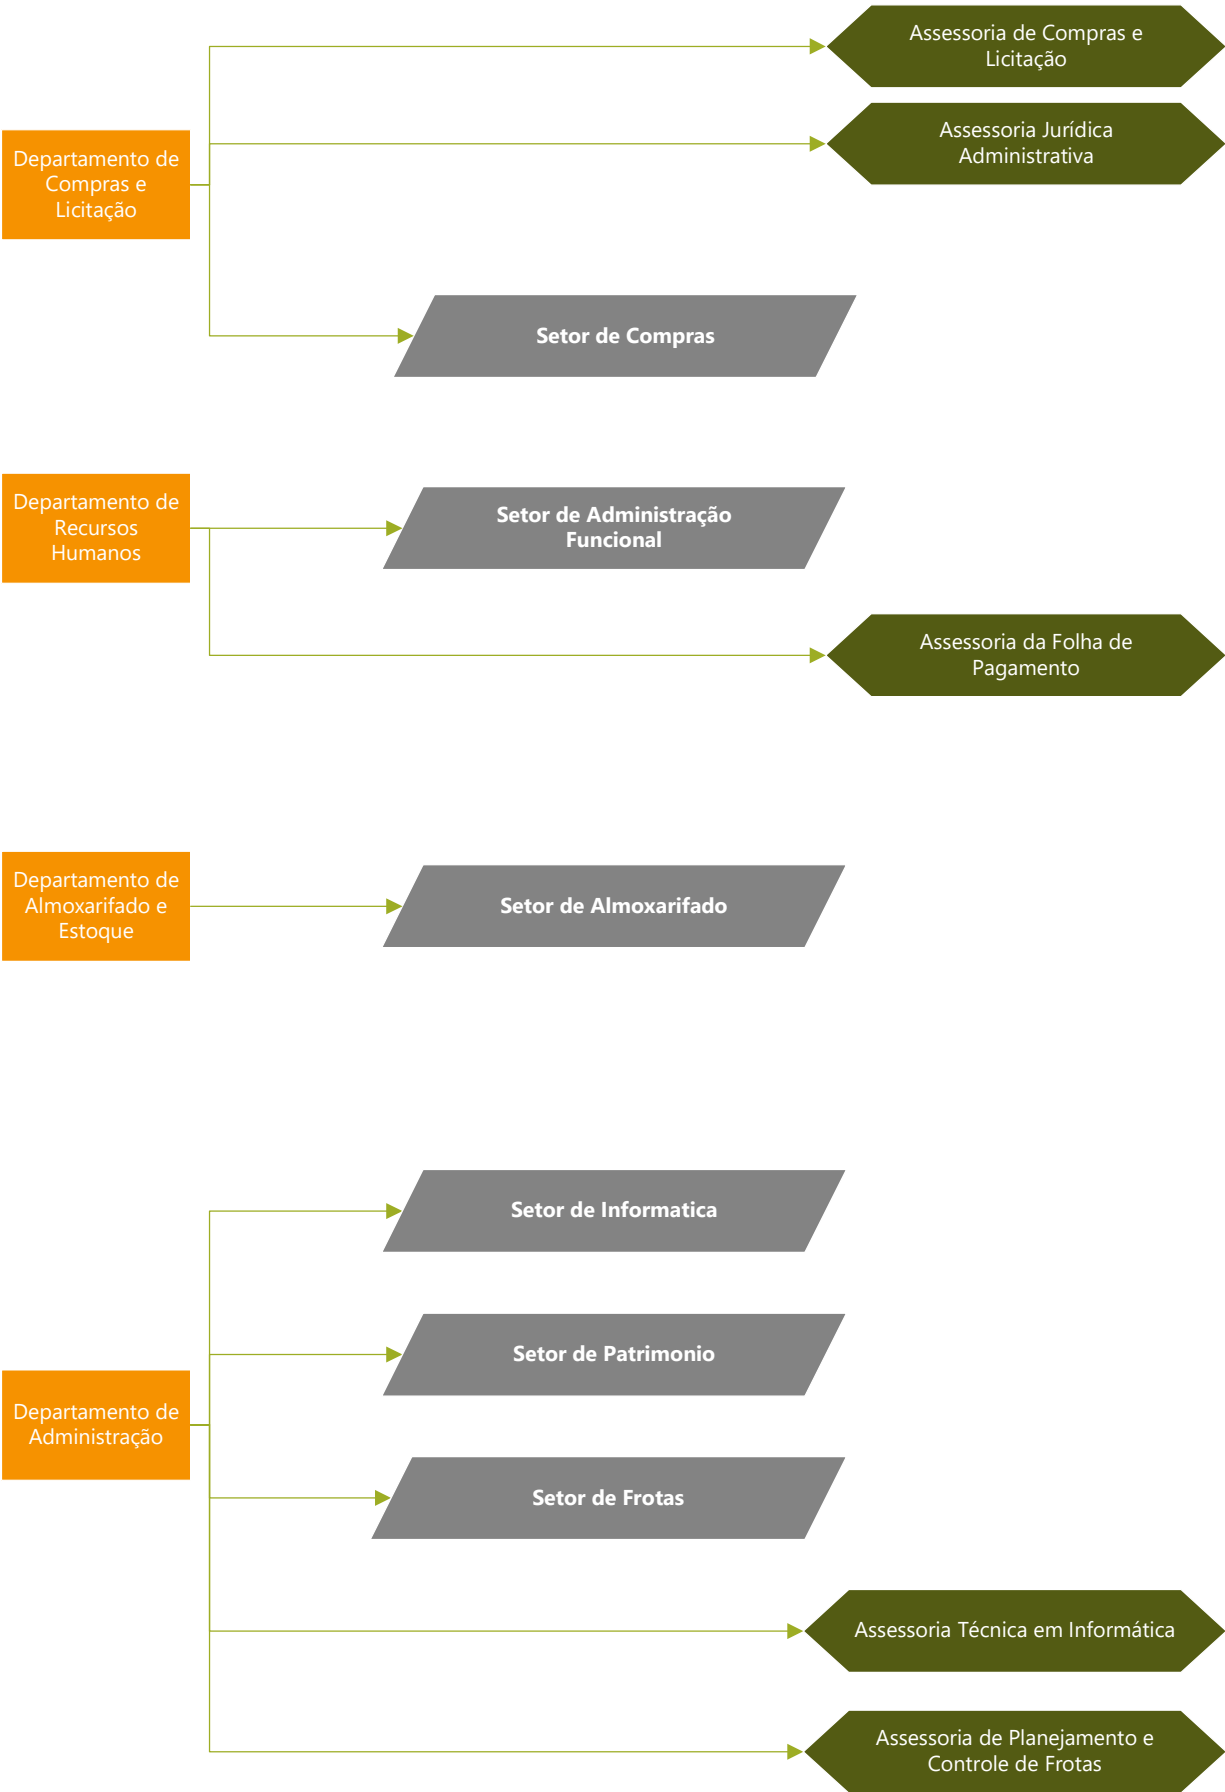 Assessoria de Compras e
Licitação
Assessoria Jurídica
Administrativa
Departamento de
Compras e
Licitação
Setor de Compras
Departamento de
Recursos
Humanos
Setor de Administração
Funcional
Assessoria da Folha de
Pagamento
Departamento de
Almoxarifado e
Estoque
Setor de Almoxarifado
Setor de Informatica
Setor de Patrimonio
Departamento de
Administração
Setor de Frotas
Assessoria Técnica em Informática
Assessoria de Planejamento e
Controle de Frotas